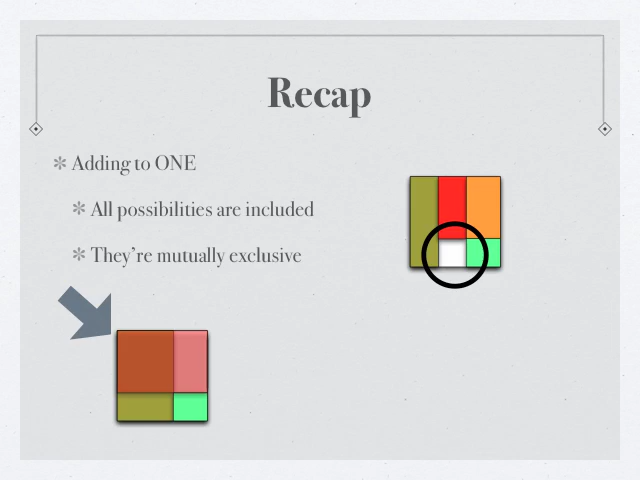 Recap
Adding to ONE
All possibilities are included
They're mutually exclusive